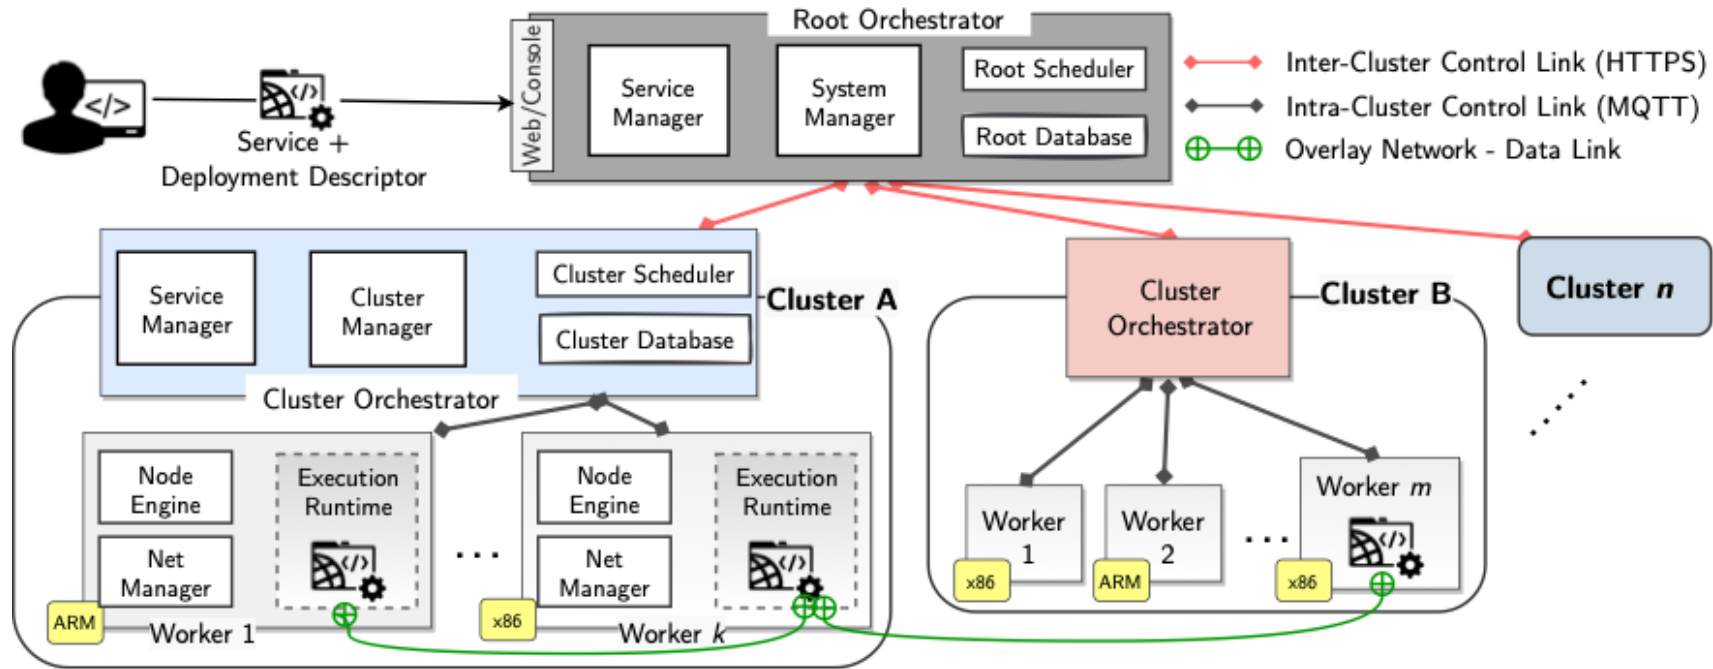 Root Orchestrator
Web/Console
Service
Manager
System
Manager
Root Scheduler
Root Database
Inter-Cluster Control Link (HTTPS)
Intra-Cluster Control Link (MQTT)
Overlay Network - Data Link
</>
</>
Service +
Deployment Descriptor
Service
Manager
Cluster
Manager
Cluster Scheduler
Cluster Database
Cluster A
Cluster Orchestrator
Node
Engine
Net
Manager
Execution
Runtime
</>
ARM
Worker 1
...
Node
Engine
Net
Manager
Execution
Runtime
</>
x86
Worker k
Cluster
Orchestrator
Cluster B
Worker
1
x86
Worker
2
ARM
...
Worker m
</>
x86
Cluster n
......